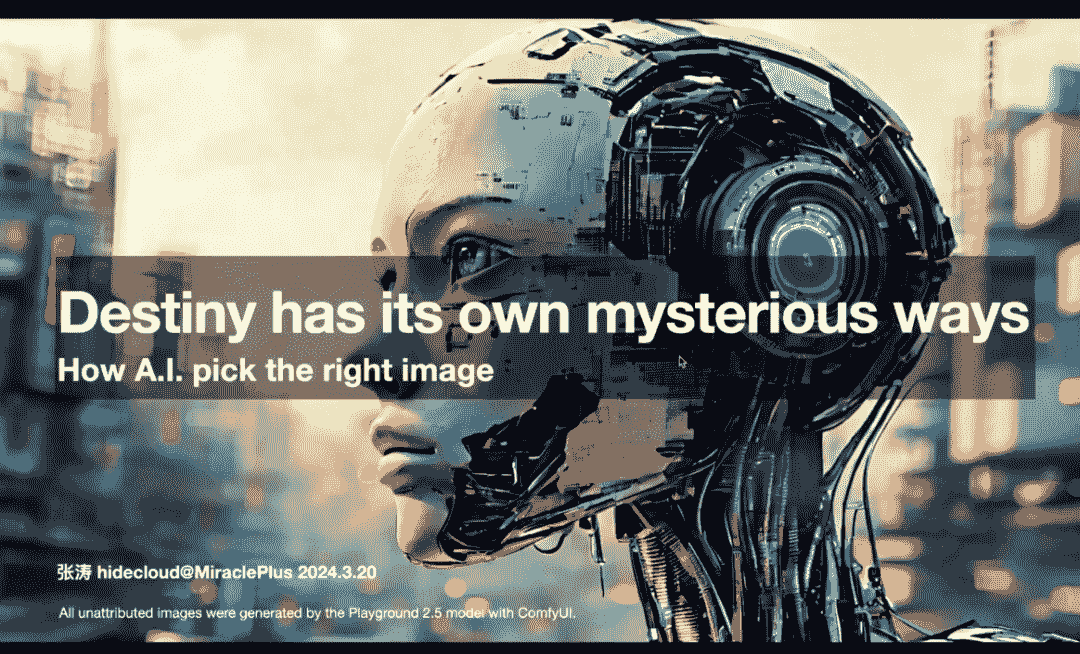 Destiny has its own mysterious ways
How A.I. pick the right image
张涛 hidecloud@MiraclePlus 2024.3.20
All unattributed images were generated by the Playground 2.5 model with ComfyUI.